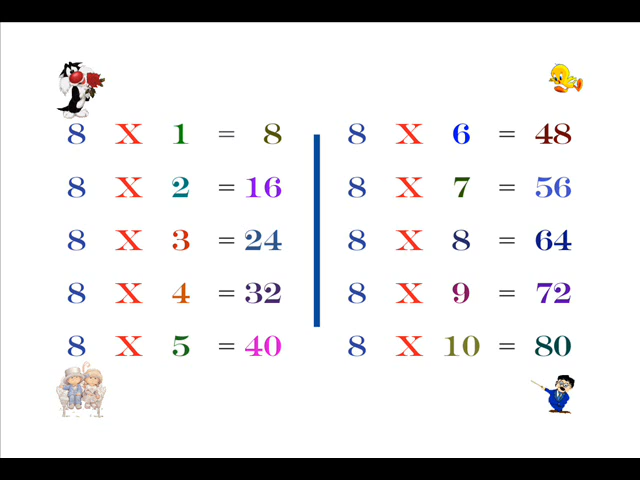 8 X 1 = 8
8 X 2 = 16
8 X 3 = 24
8 X 4 = 32
8 X 5 = 40
8 X 6 = 48
8 X 7 = 56
8 X 8 = 64
8 X 9 = 72
8 X 10 = 80